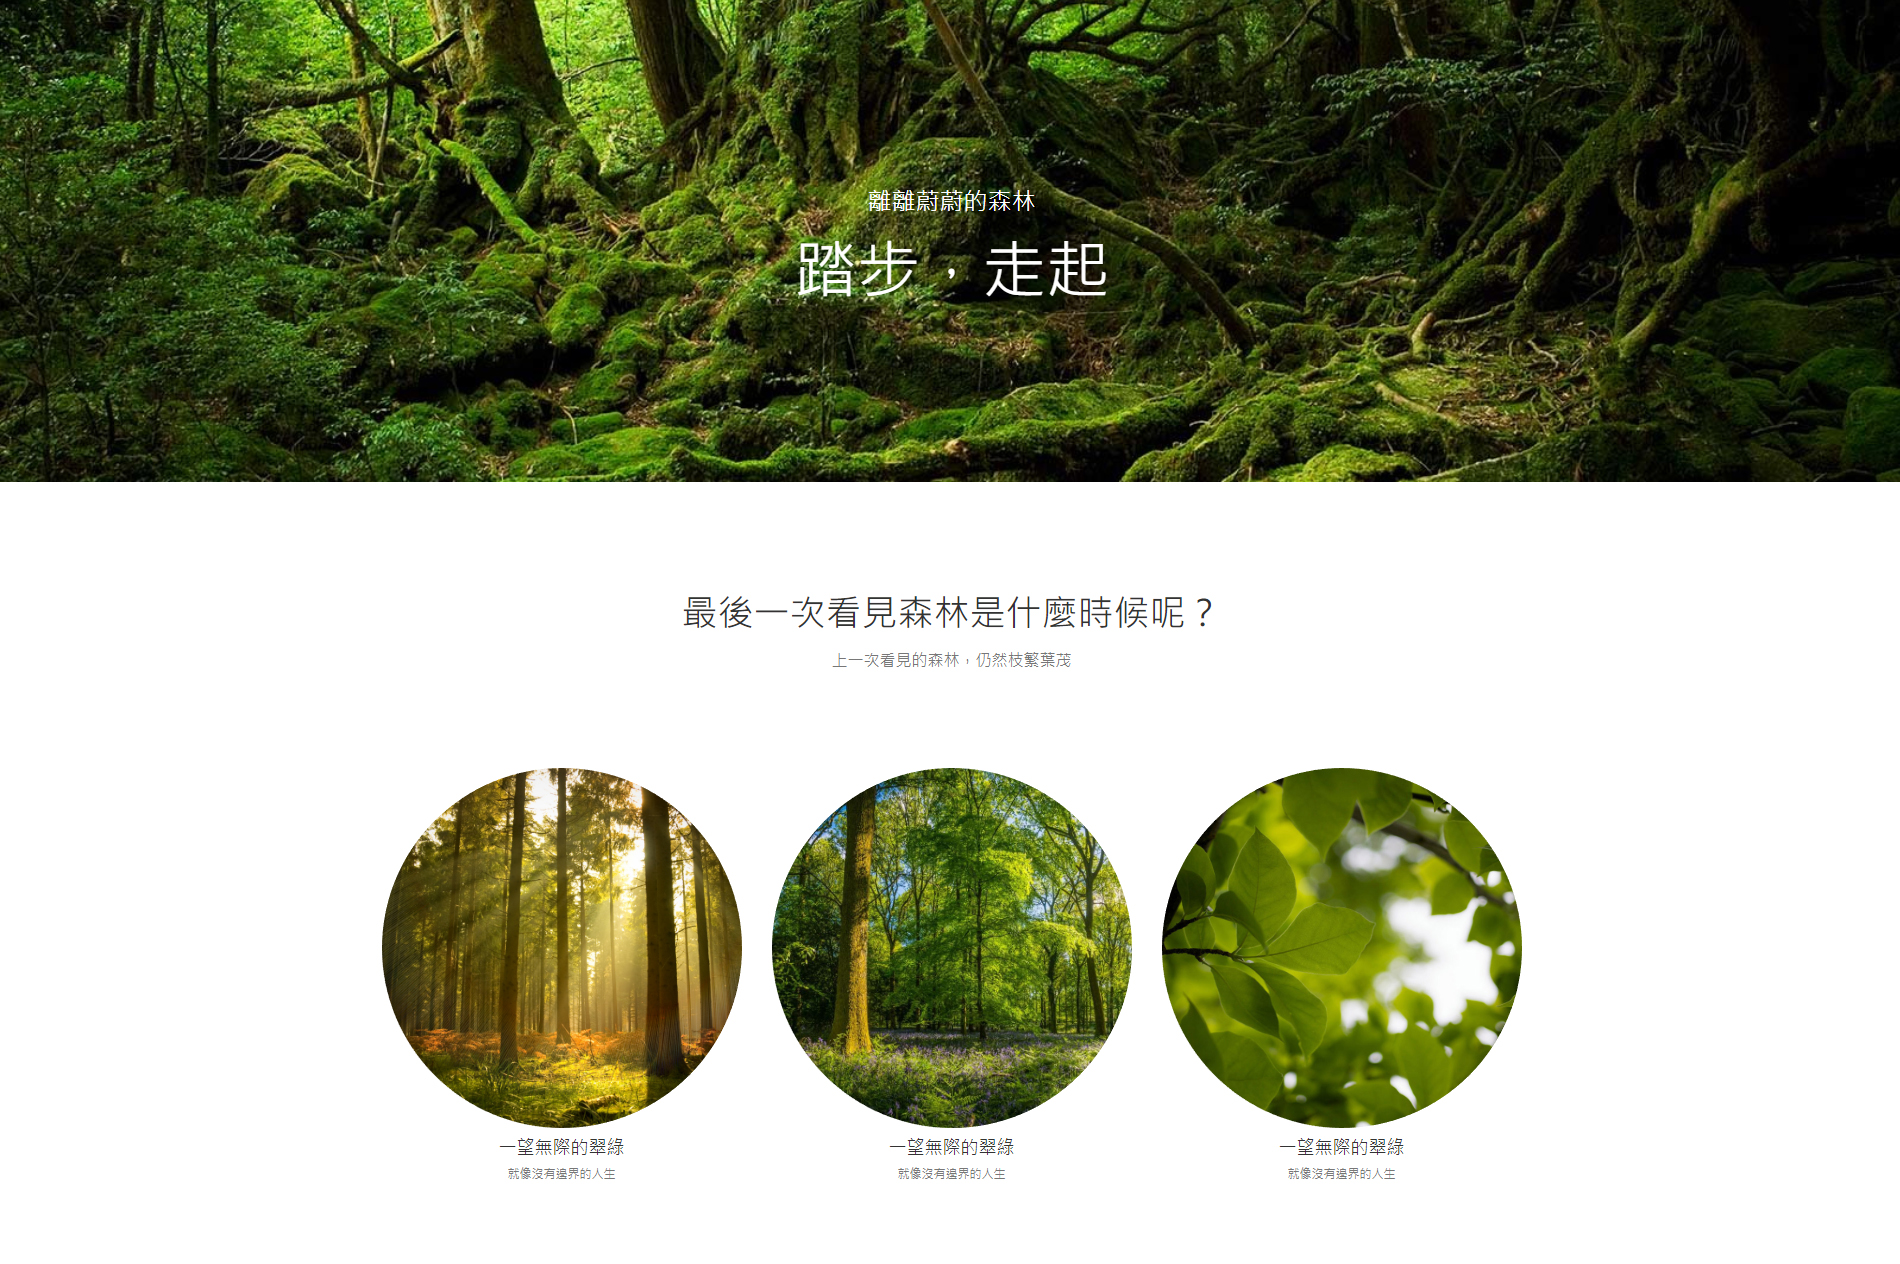 離離蔚蔚的森林
踏步，走起
最後一次看見森林是什麼時候呢？
上一次看見的森林，仍然枝繁葉茂
一望無際的翠綠
就像沒有邊界的人生
一望無際的翠綠
就像沒有邊界的人生
一望無際的翠綠
就像沒有邊界的人生